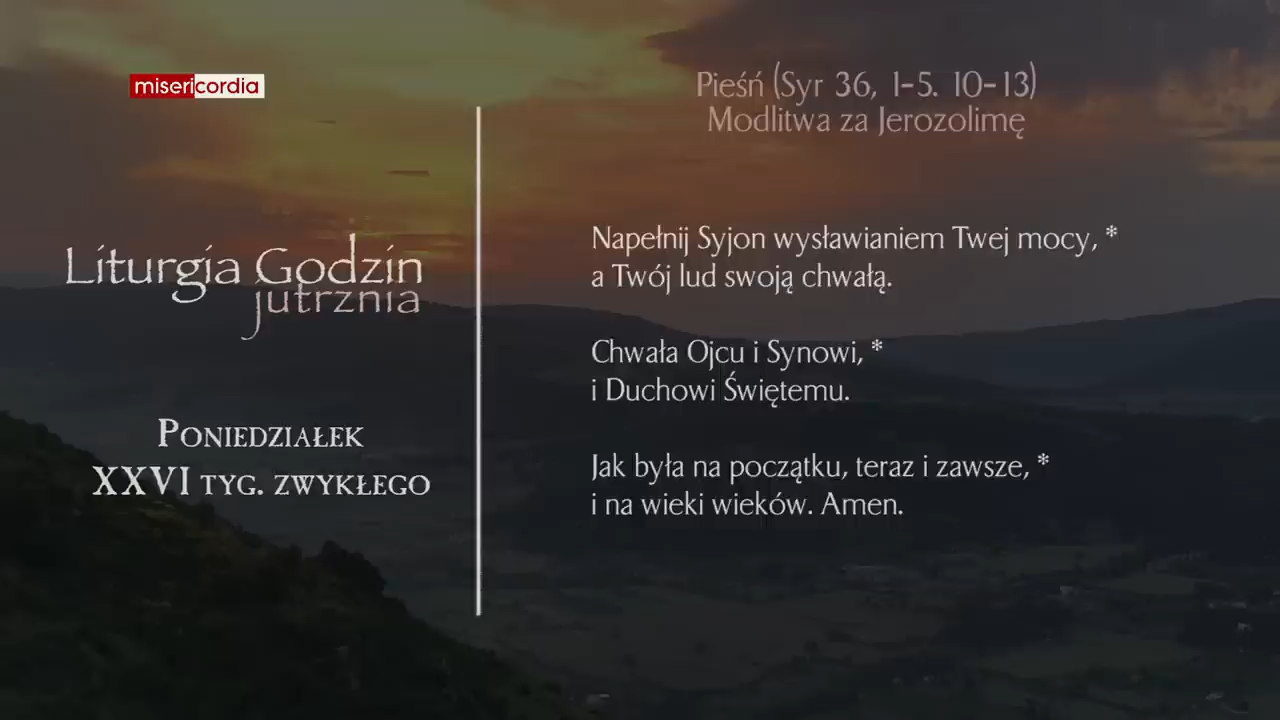 misericordia
Liturgia Godzin
jutrznia
Poniedziałek
XXVI tyg. zwykłego
Pieśń (Syr 36, 1-5. 10-13)
Modlitwa za Jerozolimę
Napełnij Syjon wysławianiem Twej mocy, *
a Twój lud swoją chwałą.
Chwała Ojcu i Synowi, *
i Duchowi Świętemu.
Jak była na początku, teraz i zawsze, *
i na wieki wieków. Amen.